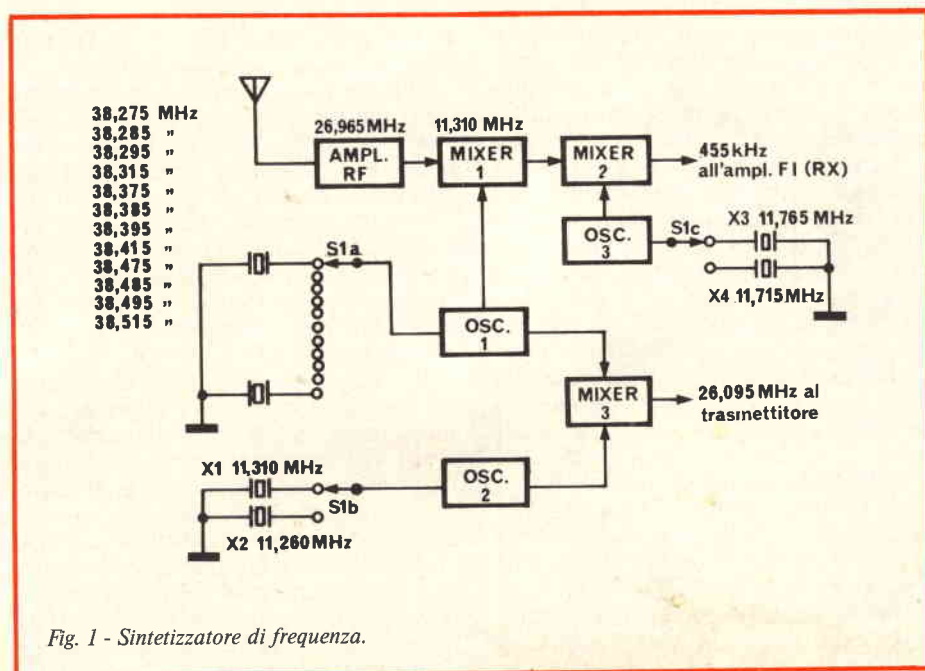 38,275 MHz
38,285 "
38,295 "
38,315 "
38,375 "
38,385 "
38,395 "
38,415 "
38,475 "
38,485 "
38,495 "
38,515 "
26,965 MHz
AMPL.
RF
11,310 MHz
MIXER
1
MIXER
2
455 kHz
all'ampl. FI (RX)
OSC.
3
S1c
X3 11,765 MHz
X4 11,715 MHz
S1a
OSC.
1
MIXER
3
26,095 MHz al
trasmettitore
X1 11,310 MHz
S1b
X2 11,260 MHz
OSC.
2
Fig. 1 - Sintetizzatore di frequenza.